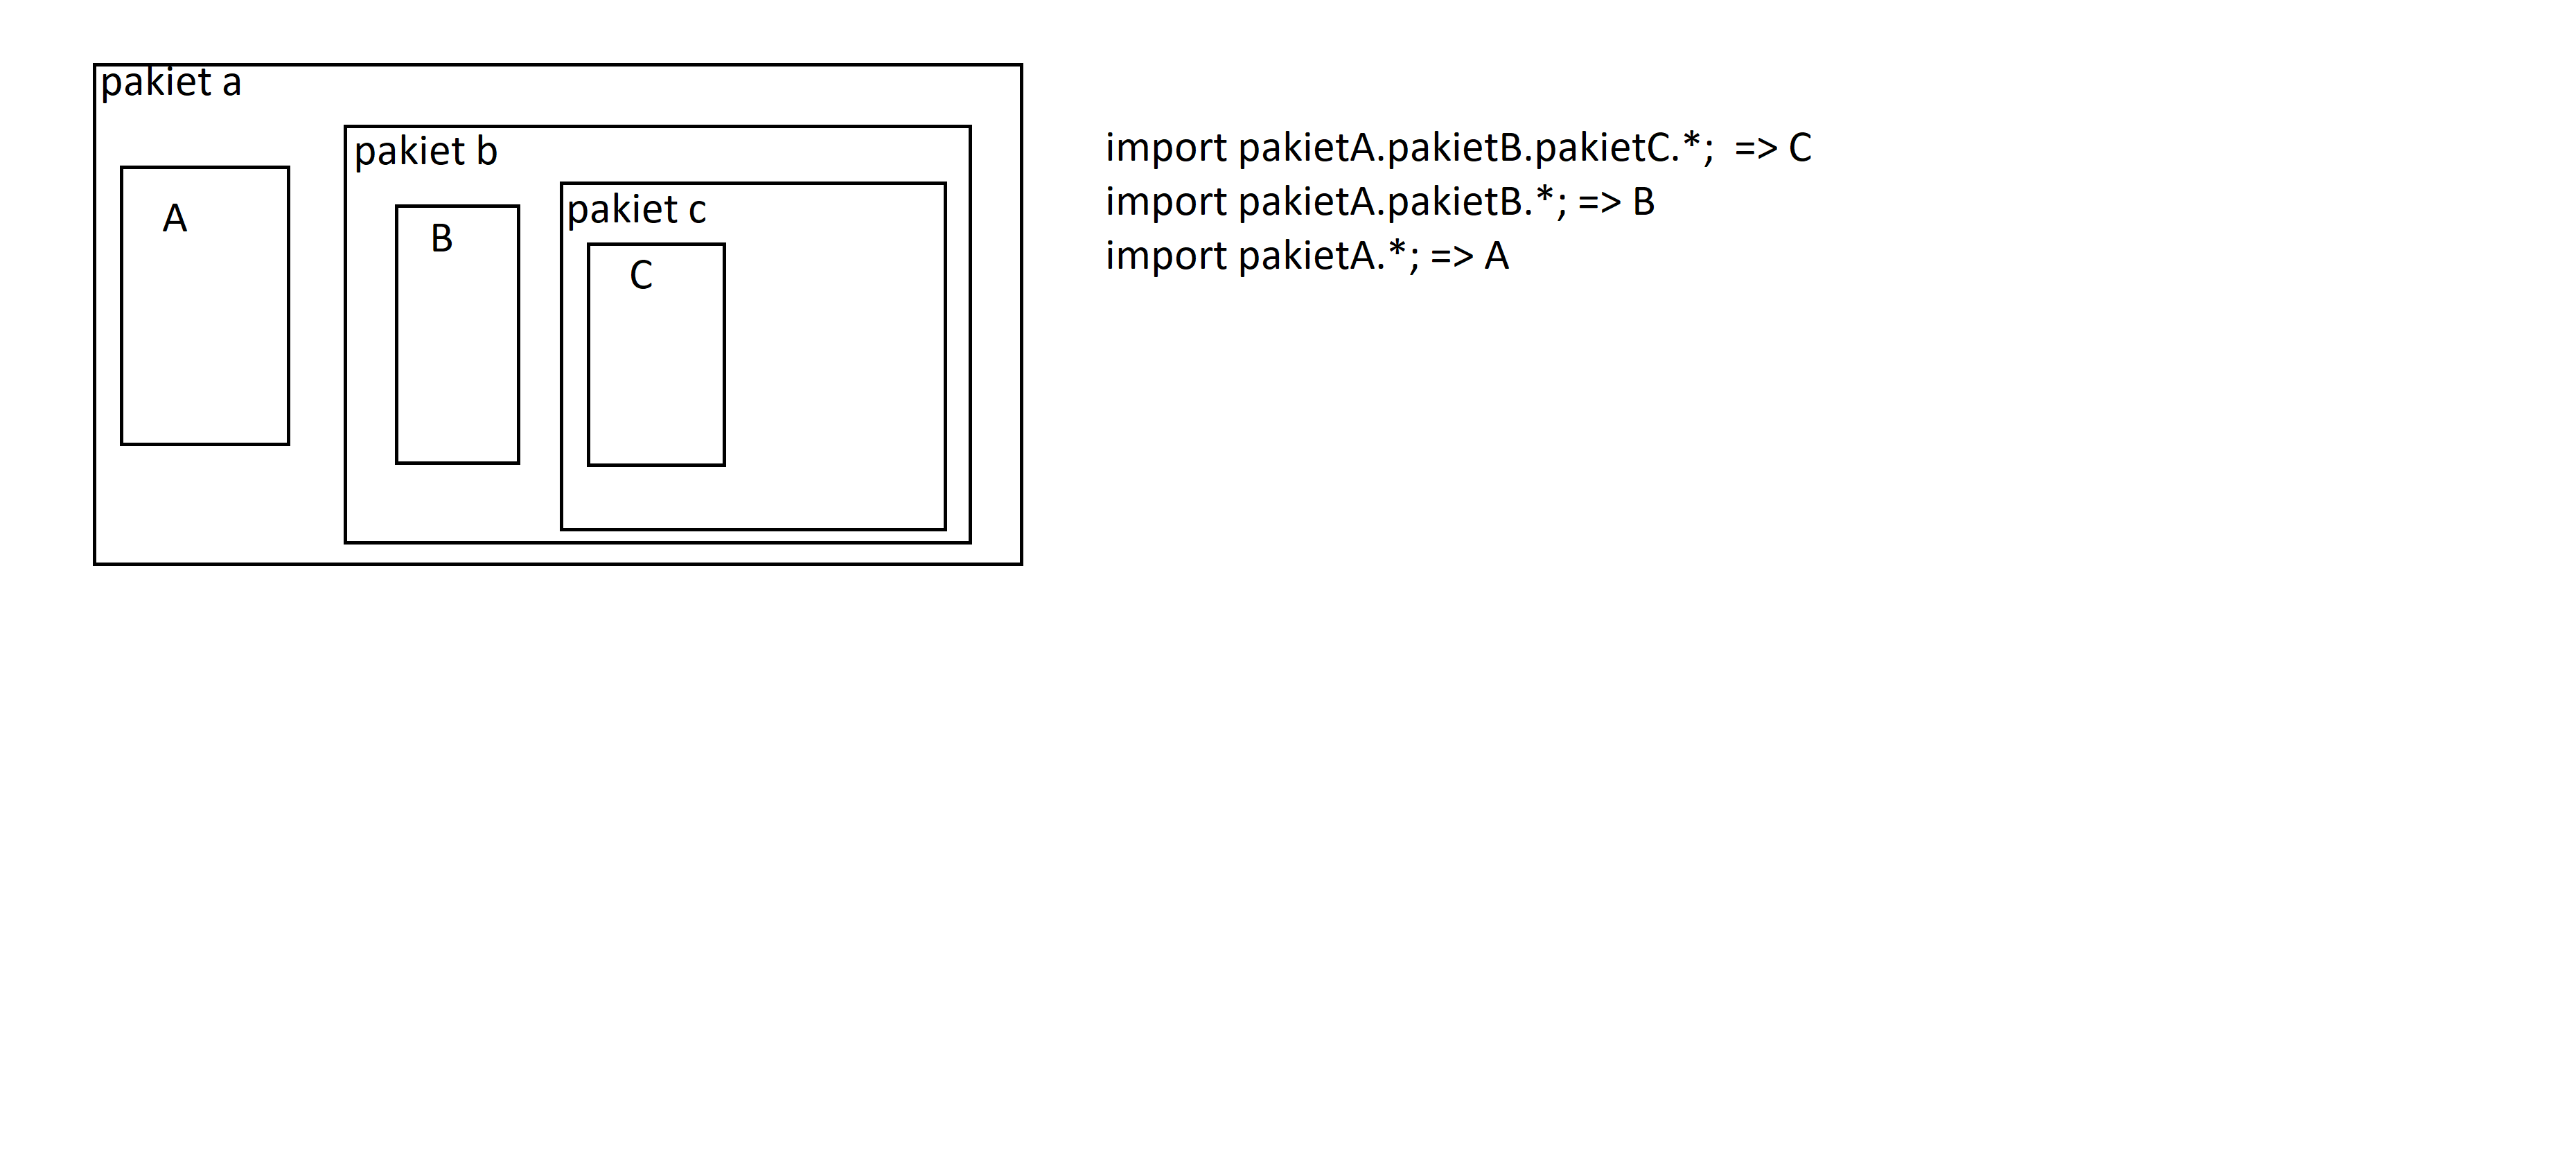 pakiet a
A
pakiet b
B
pakiet c
C
import pakietA.pakietB.pakietC.*;  => C
import pakietA.pakietB.*; => B
import pakietA.*; => A